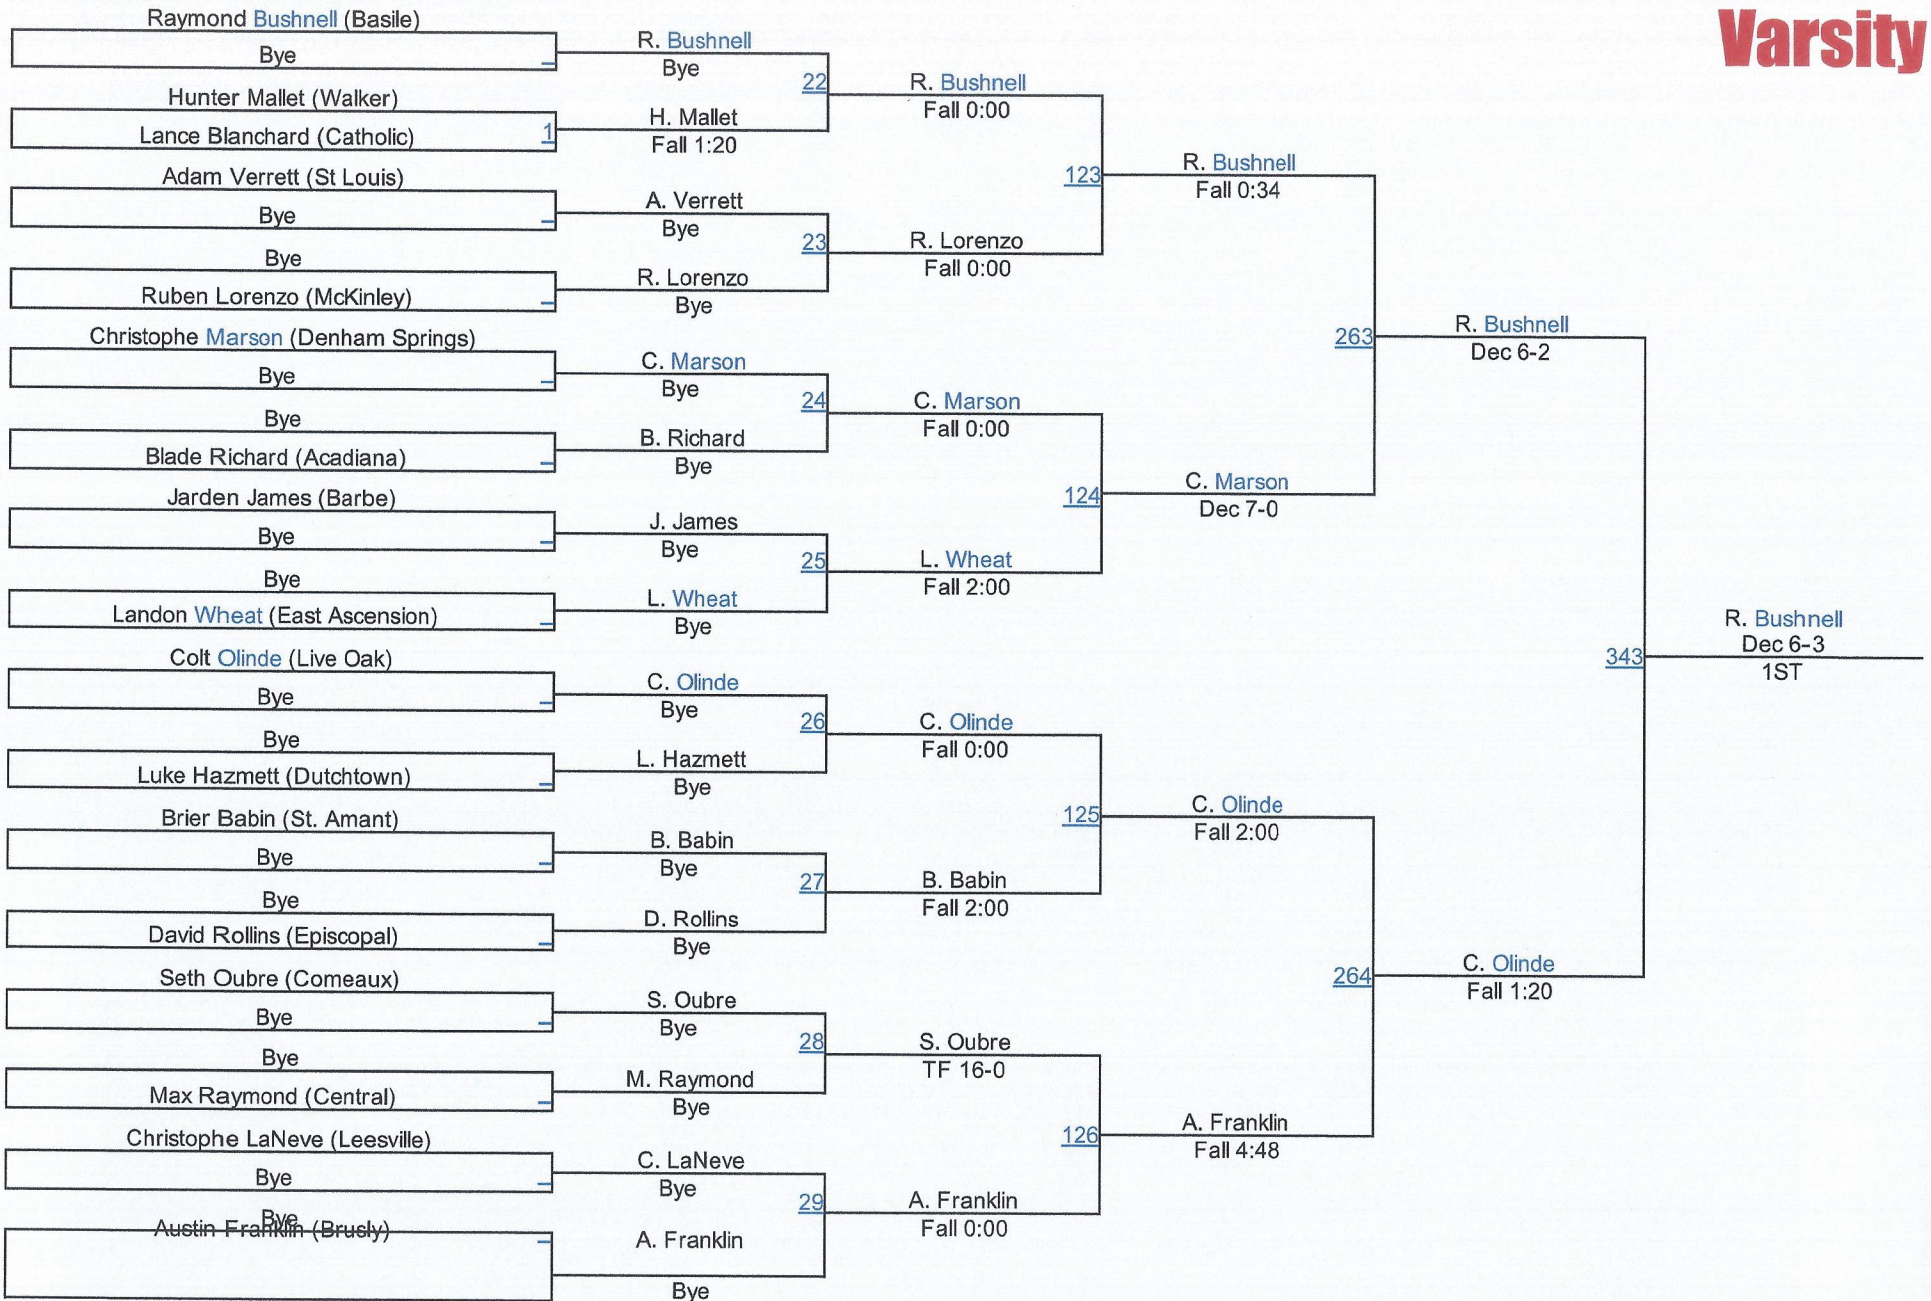 Varsity
Raymond Bushnell (Basile)
Bye
Hunter Mallet (Walker)
Lance Blanchard (Catholic)
1
Adam Verrett (St Louis)
Bye
Bye
Ruben Lorenzo (McKinley)
Christophe Marson (Denham Springs)
Bye
Bye
Blade Richard (Acadiana)
Jarden James (Barbe)
Bye
Bye
Landon Wheat (East Ascension)
Colt Olinde (Live Oak)
Bye
Bye
Luke Hazmett (Dutchtown)
Brier Babin (St. Amant)
Bye
Bye
David Rollins (Episcopal)
Seth Oubre (Comeaux)
Bye
Bye
Max Raymond (Central)
Christophe LaNeve (Leesville)
Bye
Bye
Austin Franklin (Brusly)
R. Bushnell
Bye
22
H. Mallet
Fall 1:20
A. Verrett
Bye
23
R. Lorenzo
Bye
C. Marson
Bye
24
B. Richard
Bye
J. James
Bye
25
L. Wheat
Bye
C. Olinde
Bye
26
L. Hazmett
Bye
B. Babin
Bye
27
D. Rollins
Bye
S. Oubre
Bye
28
M. Raymond
Bye
C. LaNeve
Bye
29
A. Franklin
Bye
R. Bushnell
Fall 0:00
123
R. Lorenzo
Fall 0:00
C. Marson
Fall 0:00
124
L. Wheat
Fall 2:00
C. Olinde
Fall 0:00
125
B. Babin
Fall 2:00
S. Oubre
TF 16-0
126
A. Franklin
Fall 0:00
R. Bushnell
Fall 0:34
263
C. Marson
Dec 7-0
C. Olinde
Fall 2:00
264
A. Franklin
Fall 4:48
R. Bushnell
Dec 6-2
343
C. Olinde
Fall 1:20
R. Bushnell
Dec 6-3
1ST